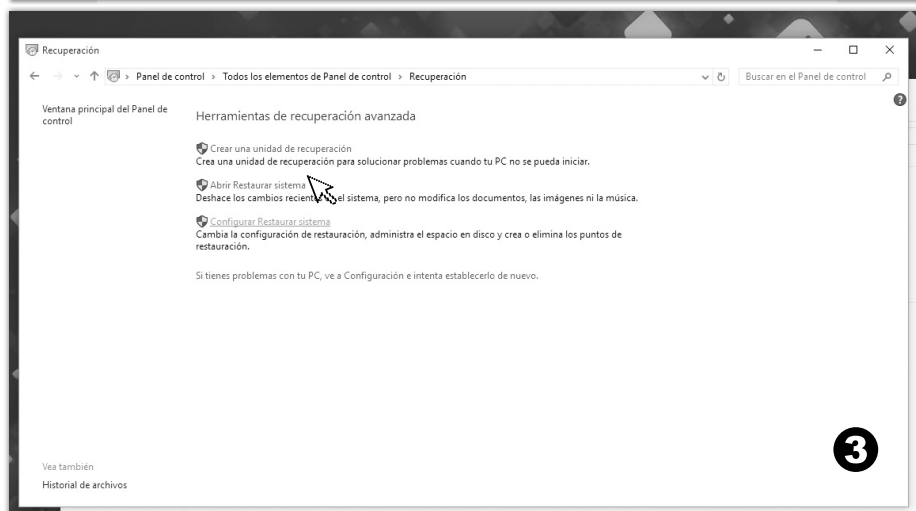 Recuperación
Panel de control > Todos los elementos de Panel de control > Recuperación
Buscar en el Panel de control
Ventana principal del Panel de
control
Herramientas de recuperación avanzada
Crear una unidad de recuperación
Crea una unidad de recuperación para solucionar problemas cuando tu PC no se pueda iniciar.
Abrir Restaurar sistema
Deshace los cambios recientes en el sistema, pero no modifica los documentos, las imágenes ni la música.
Configurar Restaurar sistema
Cambia la configuración de restauración, administra el espacio en disco y crea o elimina los puntos de
restauración.
Si tienes problemas con tu PC, ve a Configuración e intenta establecerlo de nuevo.
3
Vea también
Historial de archivos